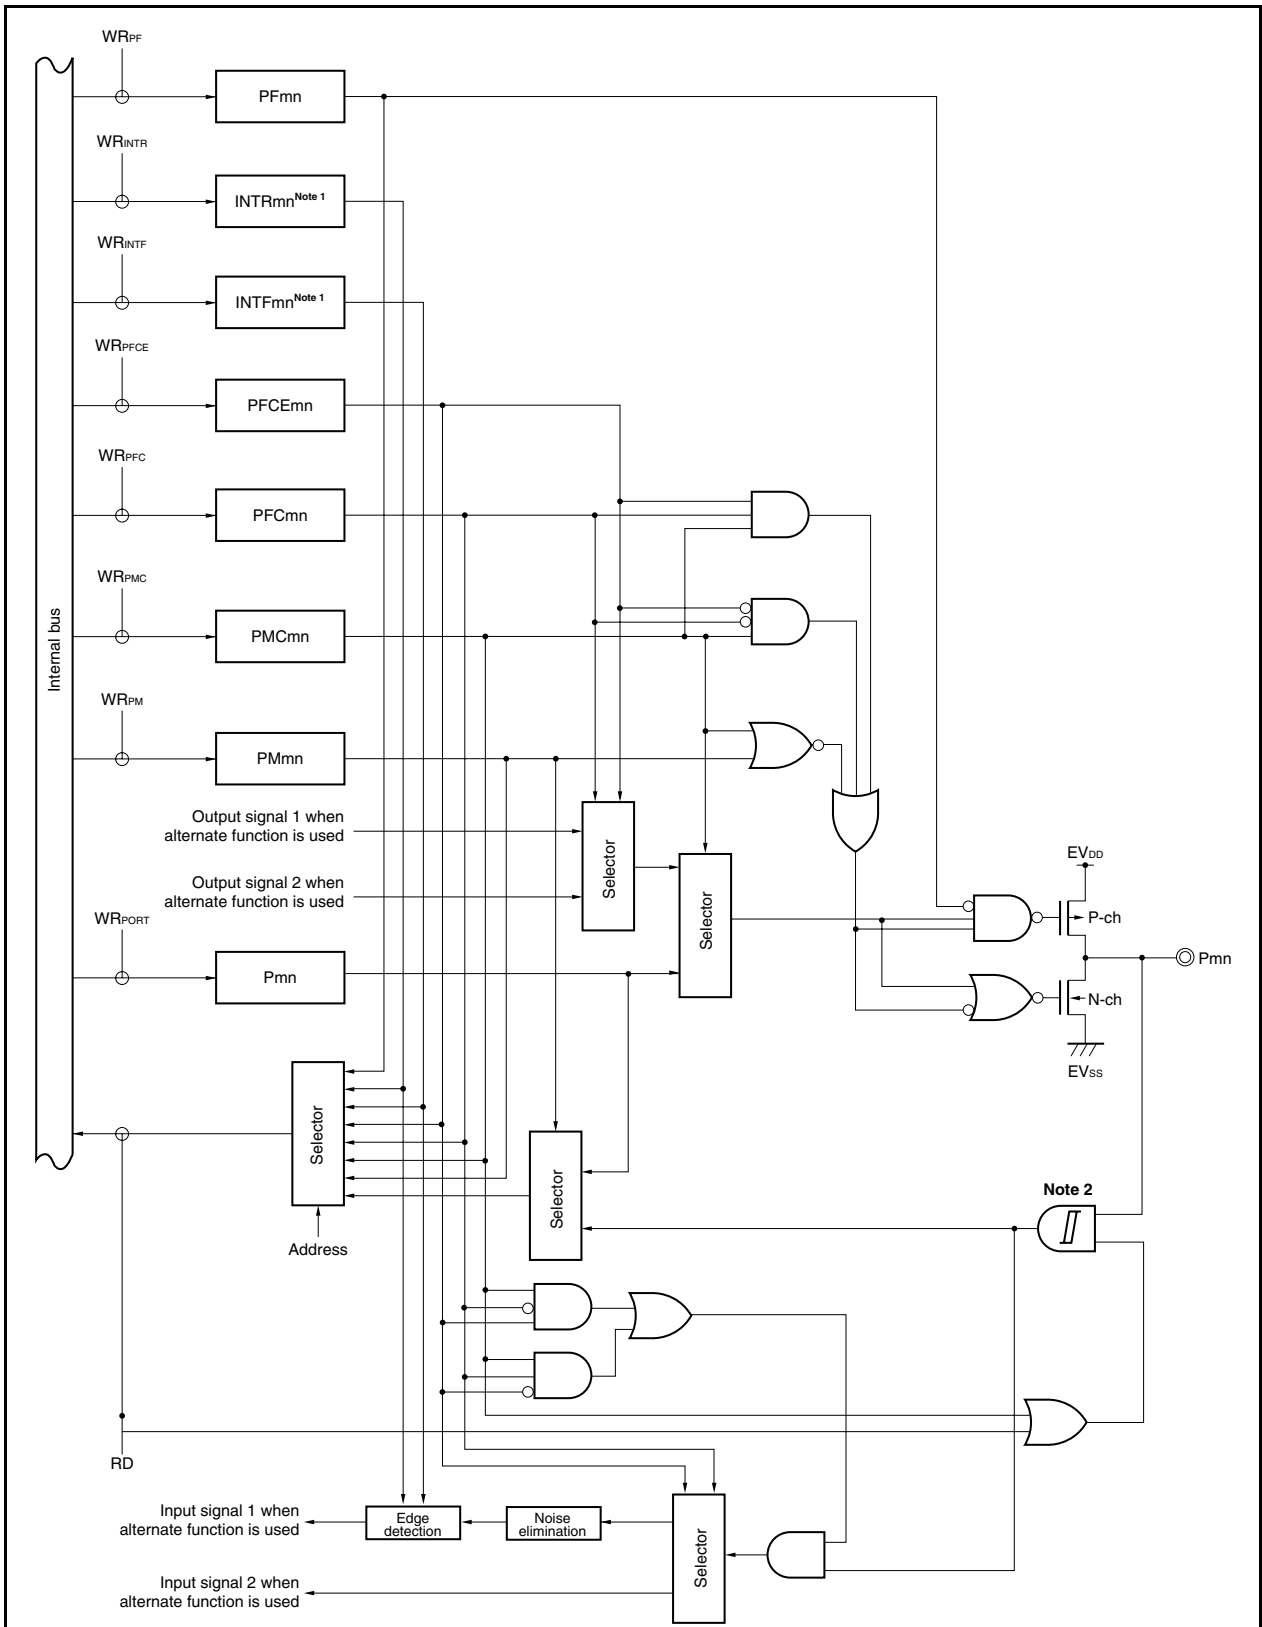 WRPF
PFmn
WRINTR
INTRmnNote 1
WRINTF
INTFmnNote 1
WRPFCE
PFCEmn
WRPFC
PFCmn
WRPMC
PMCmn
Internal bus
WRPM
PMmn
Output signal 1 when
alternate function is used
Output signal 2 when
alternate function is used
Selector
Selector
EVDD
P-ch
WRPORT
Pmn
Pmn
N-ch
EVSS
Selector
Address
Selector
Note 2
RD
Input signal 1 when
alternate function is used
Edge
detection
Noise
elimination
Selector
Input signal 2 when
alternate function is used